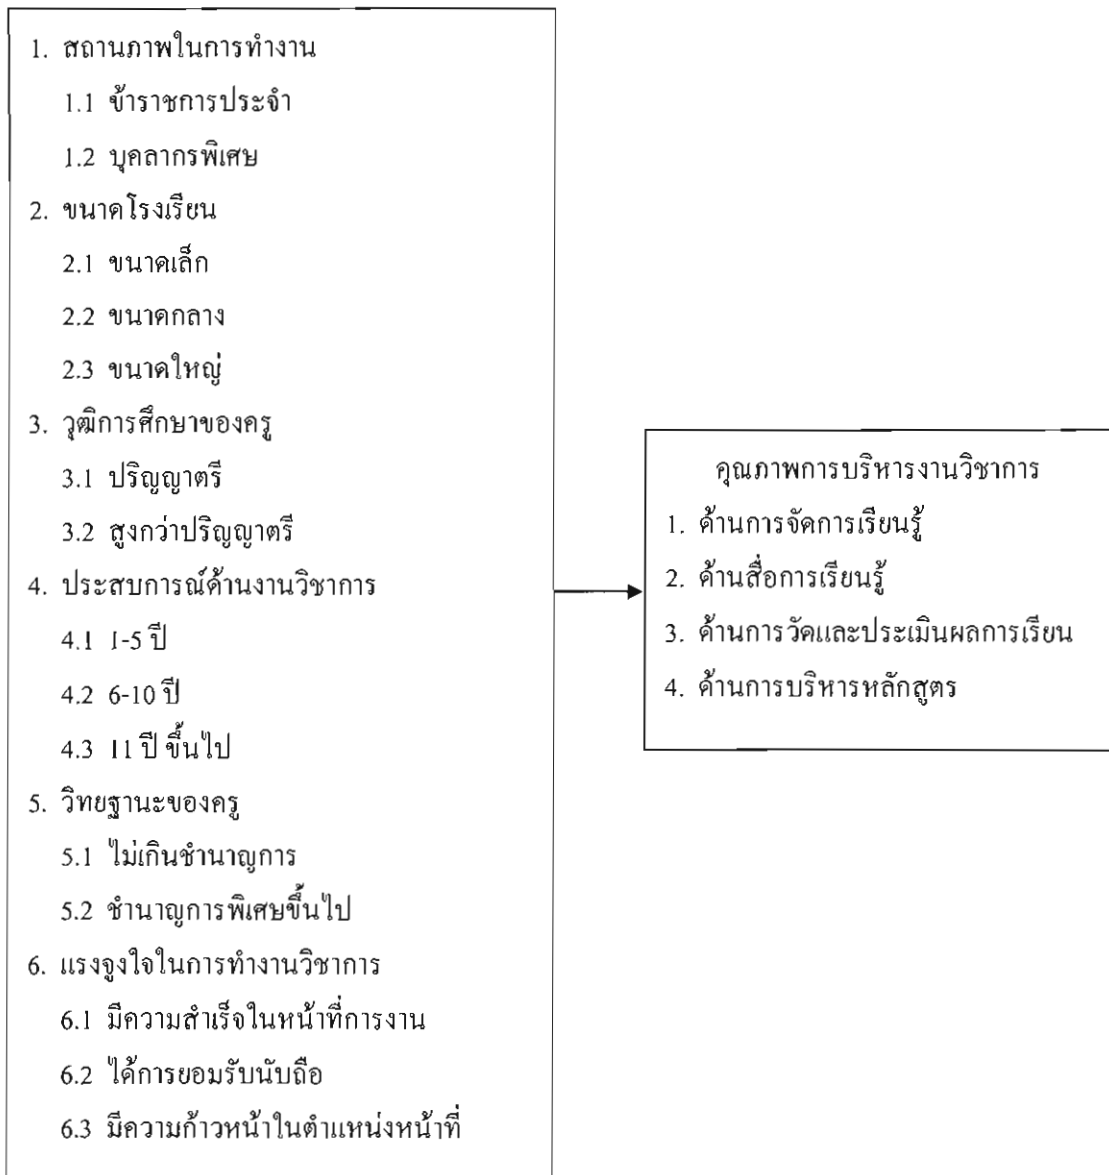 1. สถานภาพในการทำงาน
1.1 ข้าราชการประจำ
1.2 บุคลากรพิเศษ
2. ขนาดโรงเรียน
2.1 ขนาดเล็ก
2.2 ขนาดกลาง
2.3 ขนาดใหญ่
3. วุฒิการศึกษาของครู
3.1 ปริญญาตรี
3.2 สูงกว่าปริญญาตรี
4. ประสบการณ์ด้านงานวิชาการ
4.1 1-5 ปี
4.2 6-10 ปี
4.3 11 ปี ขึ้นไป
5. วิทยฐานะของครู
5.1 ไม่เกินชำนาญการ
5.2 ชำนาญการพิเศษขึ้นไป
6. แรงจูงใจในการทำงานวิชาการ
6.1 มีความสำเร็จในหน้าที่การงาน
6.2 ได้การยอมรับนับถือ
6.3 มีความก้าวหน้าในตำแหน่งหน้าที่
คุณภาพการบริหารงานวิชาการ
1. ด้านการจัดการเรียนรู้
2. ด้านสื่อการเรียนรู้
3. ด้านการวัดและประเมินผลการเรียน
4. ด้านการบริหารหลักสูตร